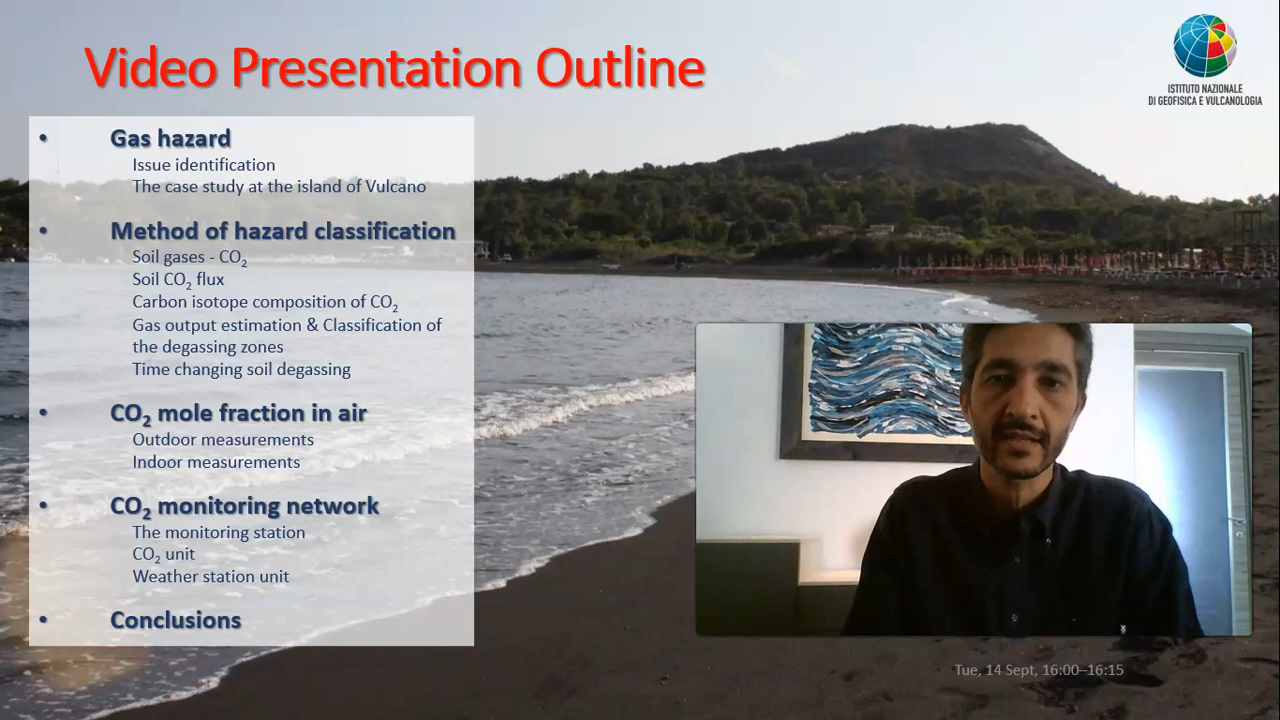 Video Presentation Outline
ISTITUTO NAZIONALE
DI GEOFISICA E VULCANOLOGIA
• Gas hazard
Issue identification
The case study at the island of Vulcano
• Method of hazard classification
Soil gases - CO₂
Soil CO₂ flux
Carbon isotope composition of CO₂
Gas output estimation & Classification of
the degassing zones
Time changing soil degassing
• CO₂ mole fraction in air
Outdoor measurements
Indoor measurements
• CO₂ monitoring network
The monitoring station
CO₂ unit
Weather station unit
• Conclusions
Tue, 14 Sept, 16:00–16:15